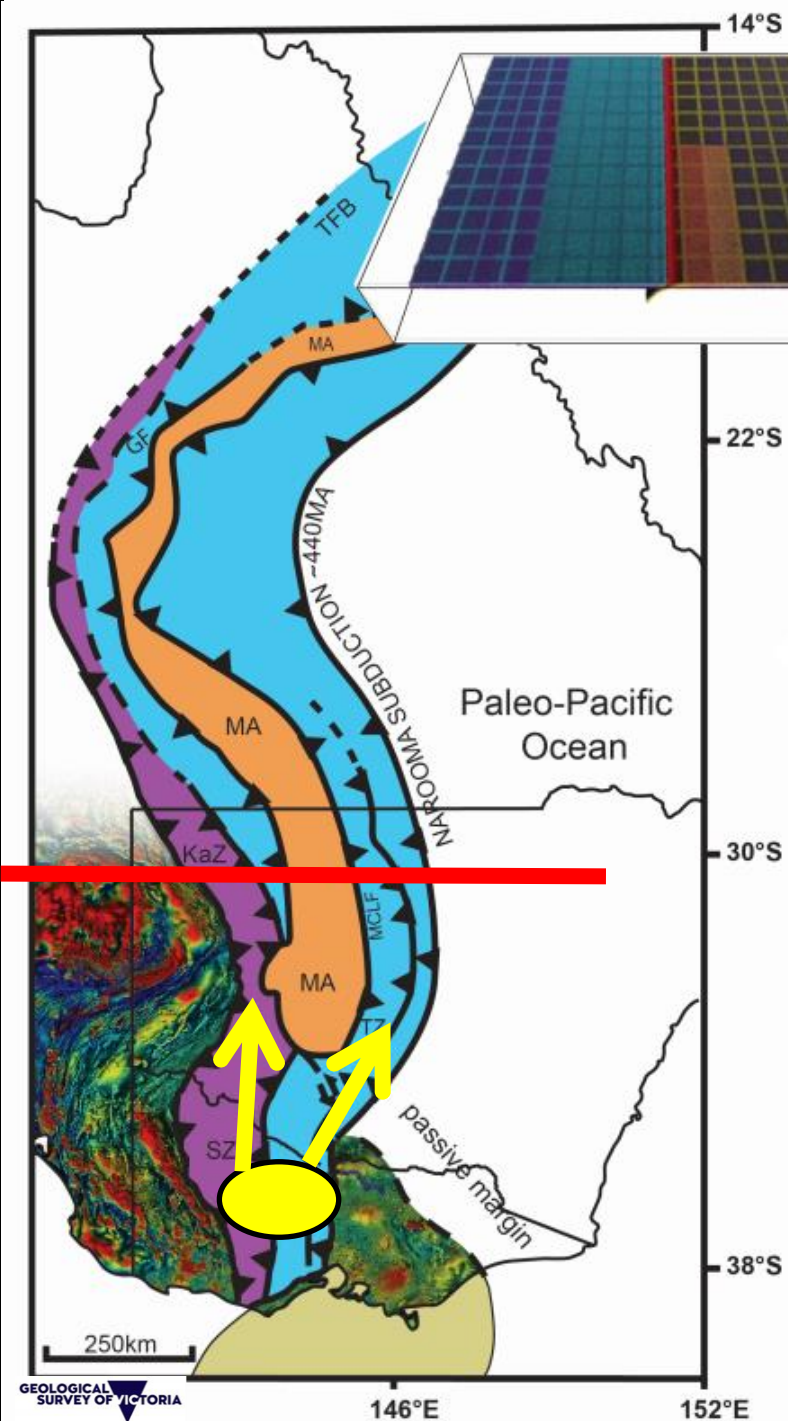 14°S
TFB
MA
GF
22°S
NAROOMA SUBDUCTION ~440MA
Paleo-Pacific
Ocean
MA
KaZ
30°S
MCLF
MA
TZ
passive margin
SZ
38°S
250km
GEOLOGICAL
SURVEY OF VICTORIA
146°E
152°E